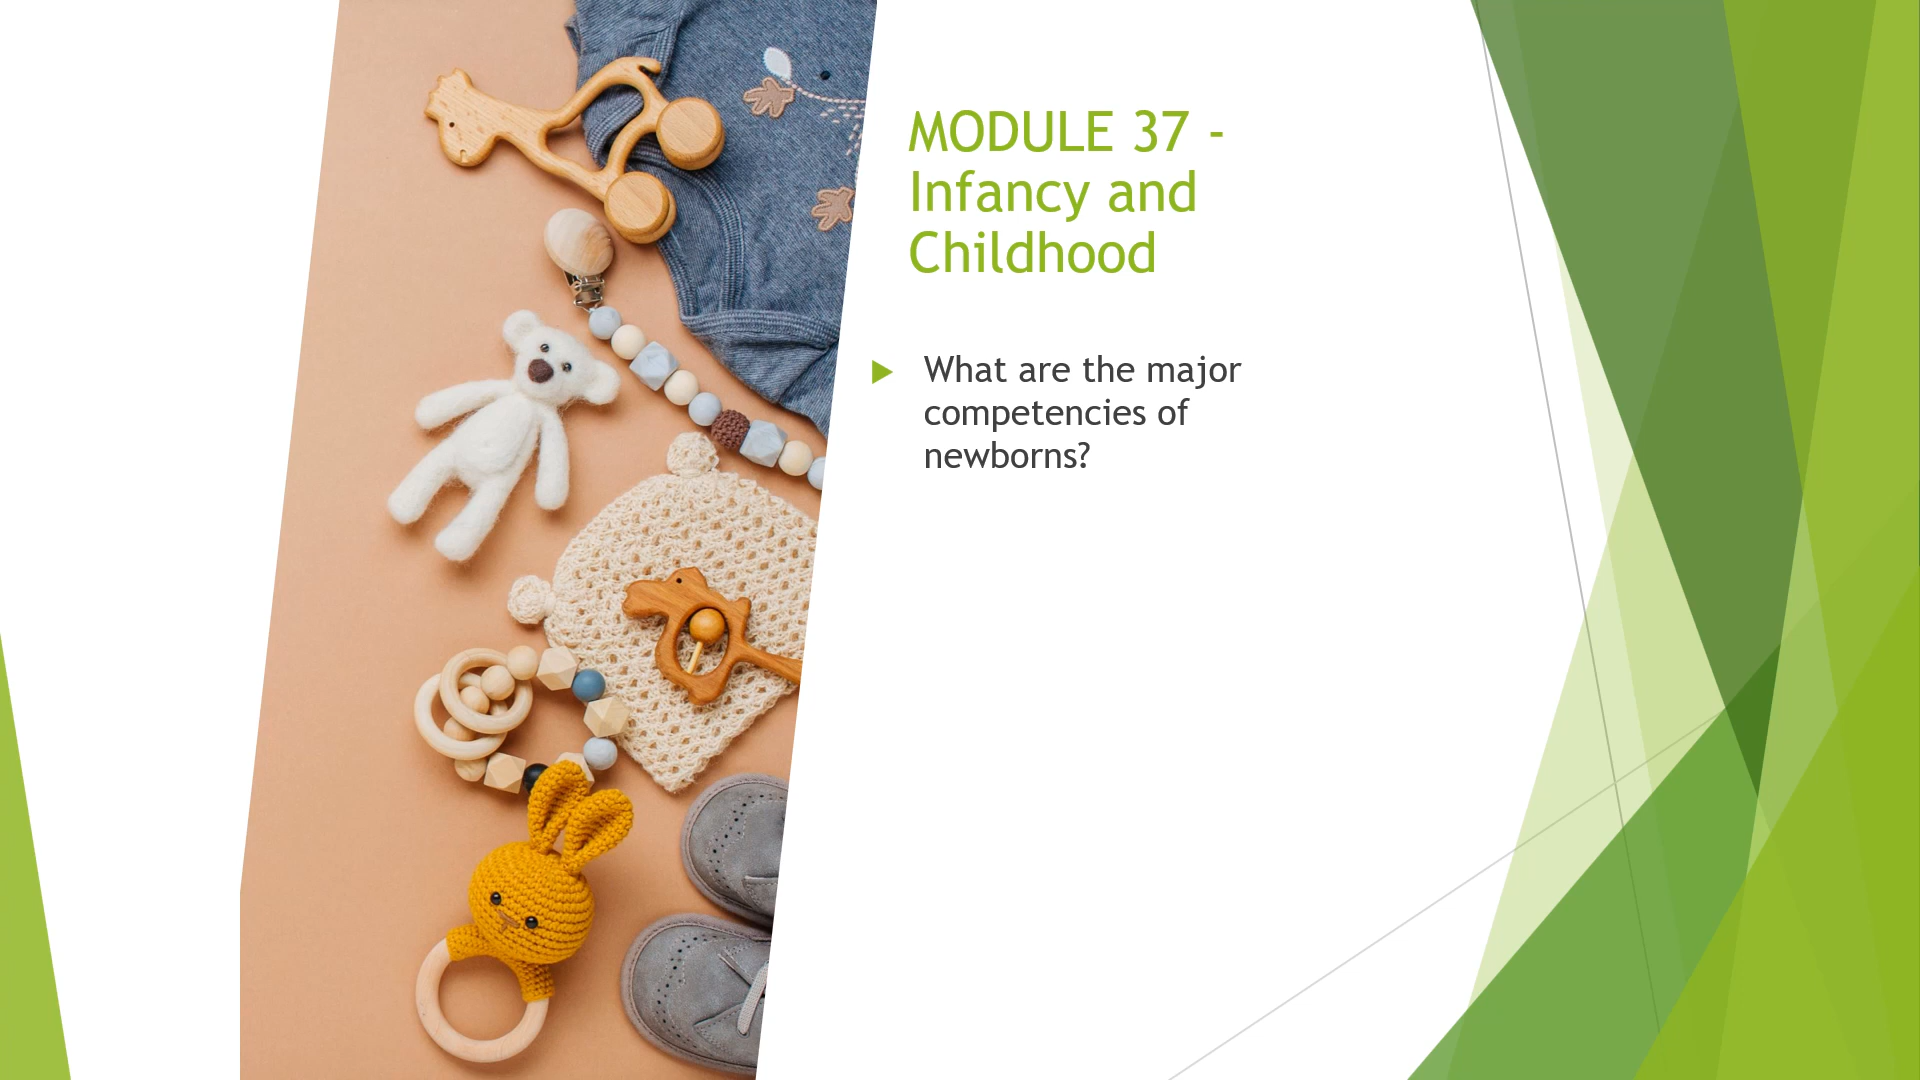 MODULE 37 -
Infancy and
Childhood
What are the major
competencies of
newborns?